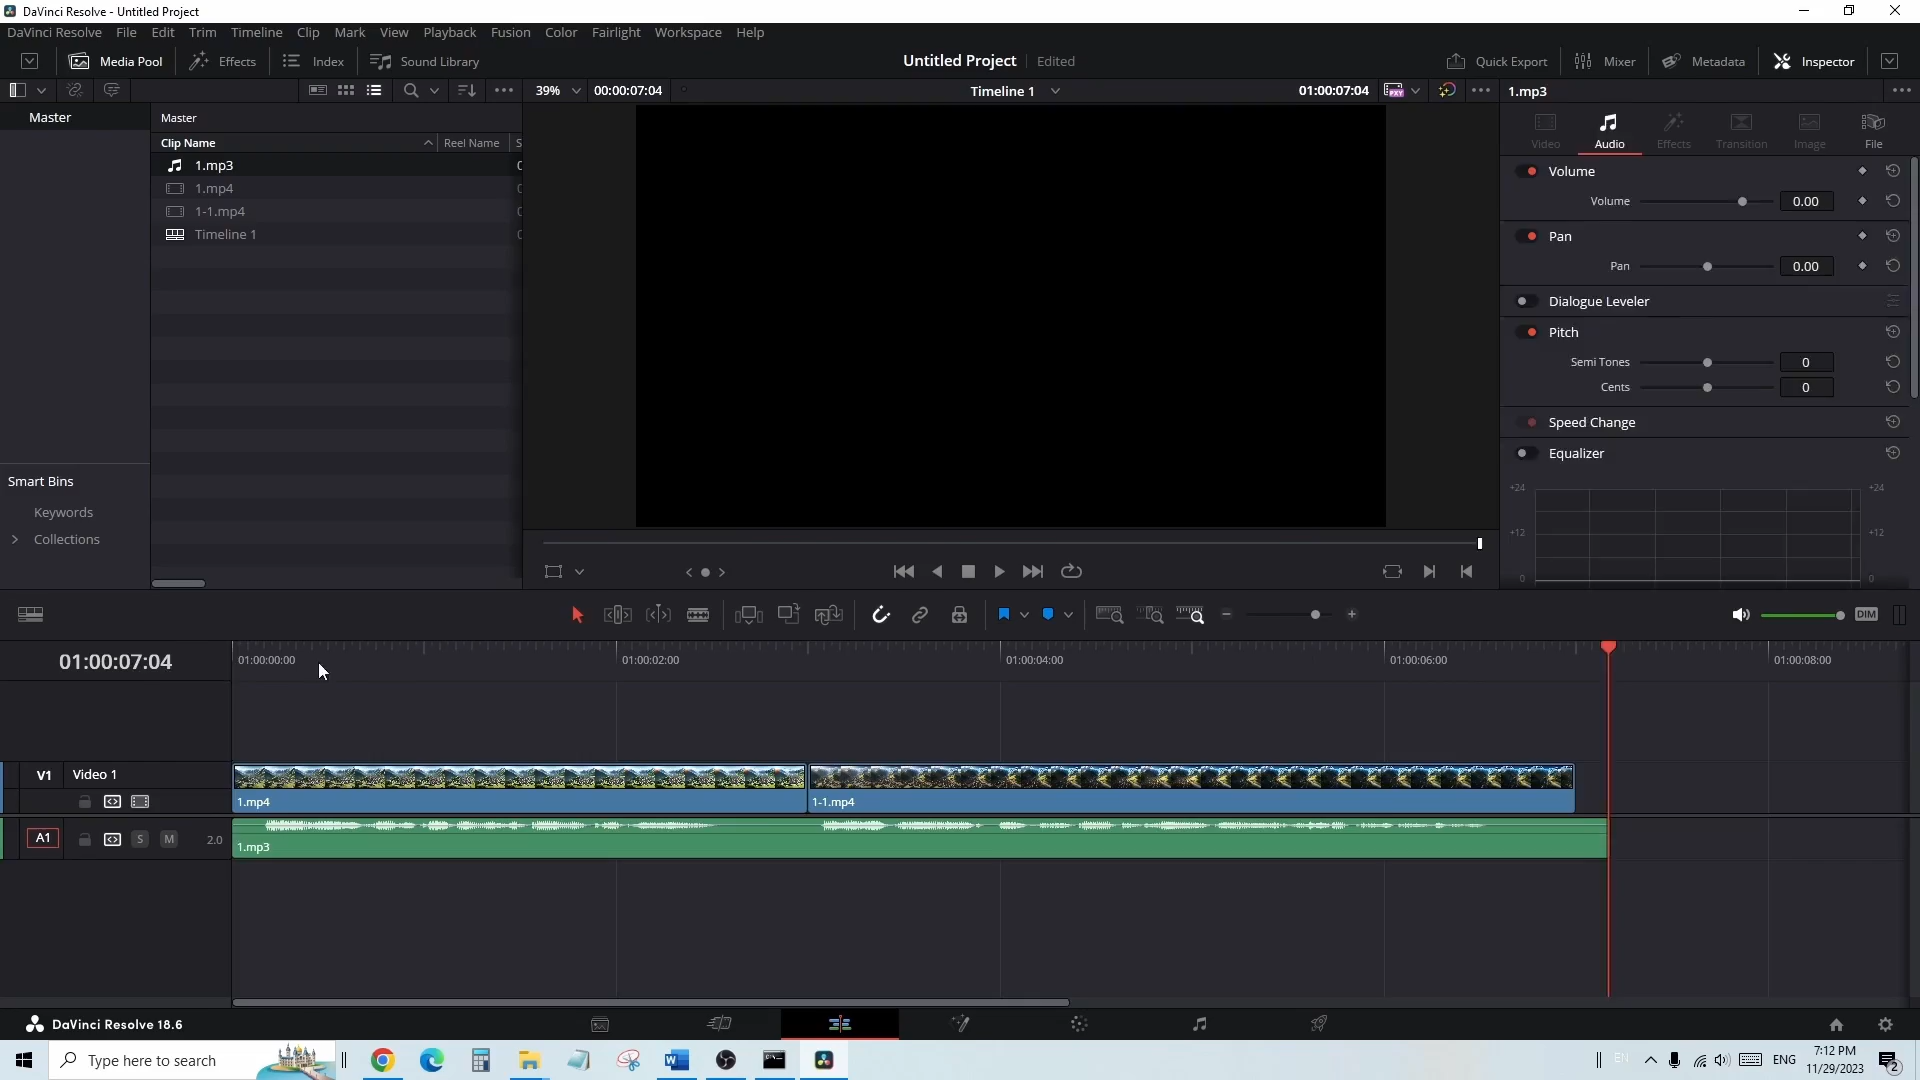 DaVinci Resolve - Untitled Project
DaVinci Resolve File Edit Trim Timeline Clip Mark View Playback Fusion Color Fairlight Workspace Help
Media Pool Effects Index Sound Library Untitled Project Edited Quick Export Mixer Metadata Inspector
39% 00:00:07:04 Timeline 1 01:00:07:04 PXY 1.mp3
Master Master
Clip Name Reel Name S
1.mp3
1.mp4
1-1.mp4
Timeline 1
Video Audio Effects Transition Image File
Volume
Volume 0.00
Pan
Pan 0.00
Dialogue Leveler
Pitch
Semi Tones 0
Cents 0
Speed Change
Equalizer
+24 +24
+12 +12
0 0
Smart Bins
Keywords
Collections
DIM
01:00:07:04 01:00:00:00 01:00:02:00 01:00:04:00 01:00:06:00 01:00:08:00
V1 Video 1
1.mp4 1-1.mp4
A1 S M 2.0
1.mp3
DaVinci Resolve 18.6
Type here to search
EN ENG
7:12 PM
11/29/2023
2